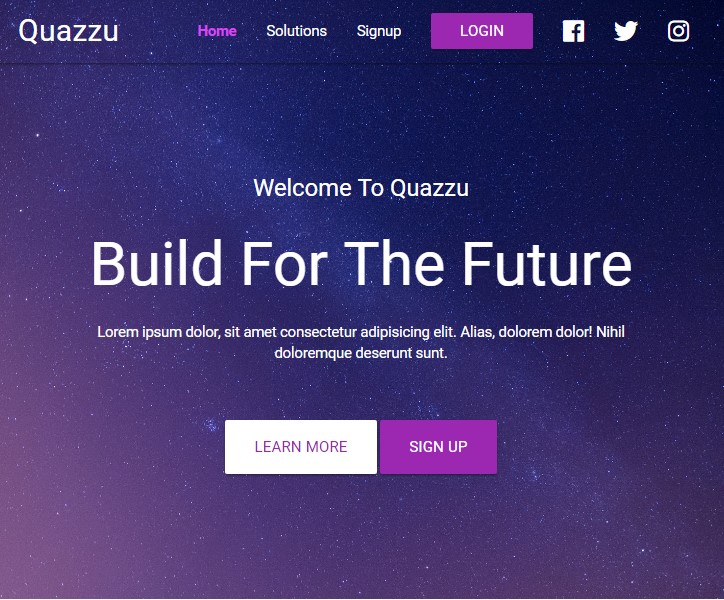 Quazzu Home Solutions Signup LOGIN
Welcome To Quazzu
Build For The Future
Lorem ipsum dolor, sit amet consectetur adipisicing elit. Alias, dolorem dolor! Nihil
doloremque deserunt sunt.
LEARN MORE SIGN UP